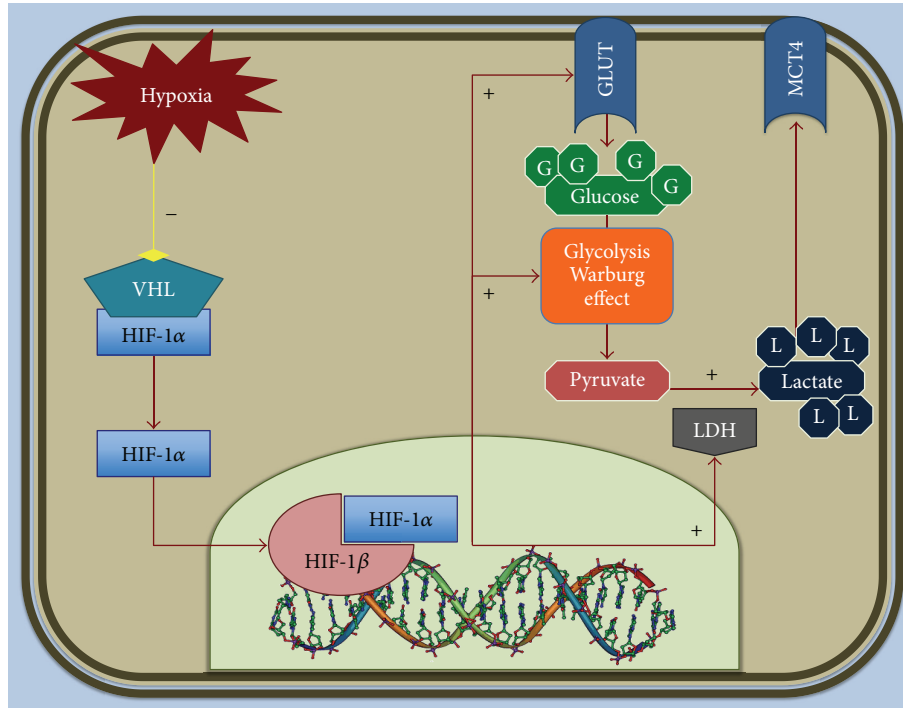 Hypoxia
−
VHL
HIF-1α
HIF-1α
HIF-1α
HIF-1β
GLUT
MCT4
+
G
G
G
G
Glucose
Glycolysis
Warburg
effect
+
Pyruvate
+
L
L
L
Lactate
L
L
LDH
+